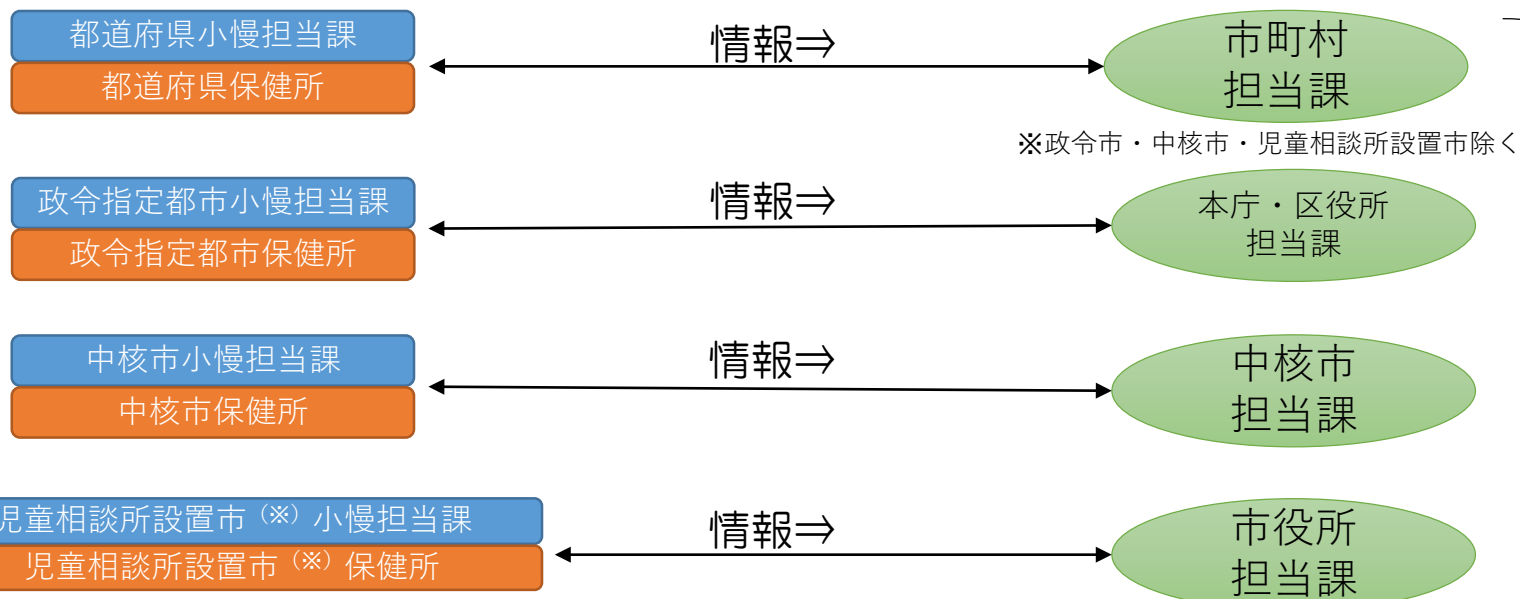 都道府県小慢担当課
都道府県保健所
情報⇒
市町村
担当課
※政令市・中核市・児童相談所設置市除く
政令指定都市小慢担当課
政令指定都市保健所
情報⇒
本庁・区役所
担当課
中核市小慢担当課
中核市保健所
情報⇒
中核市
担当課
児童相談所設置市（※）小慢担当課
児童相談所設置市（※）保健所
情報⇒
市役所
担当課